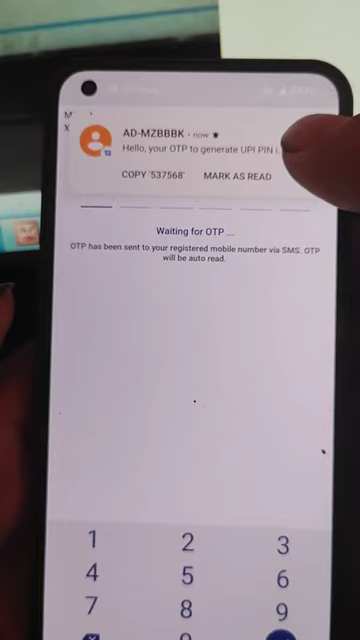 M
X
AD-MZBBBK • now
Hello, your OTP to generate UPI PIN i
COPY '537568' MARK AS READ
Waiting for OTP ...
OTP has been sent to your registered mobile number via SMS. OTP
will be auto read.
1 2 3
4 5 6
7 8 9